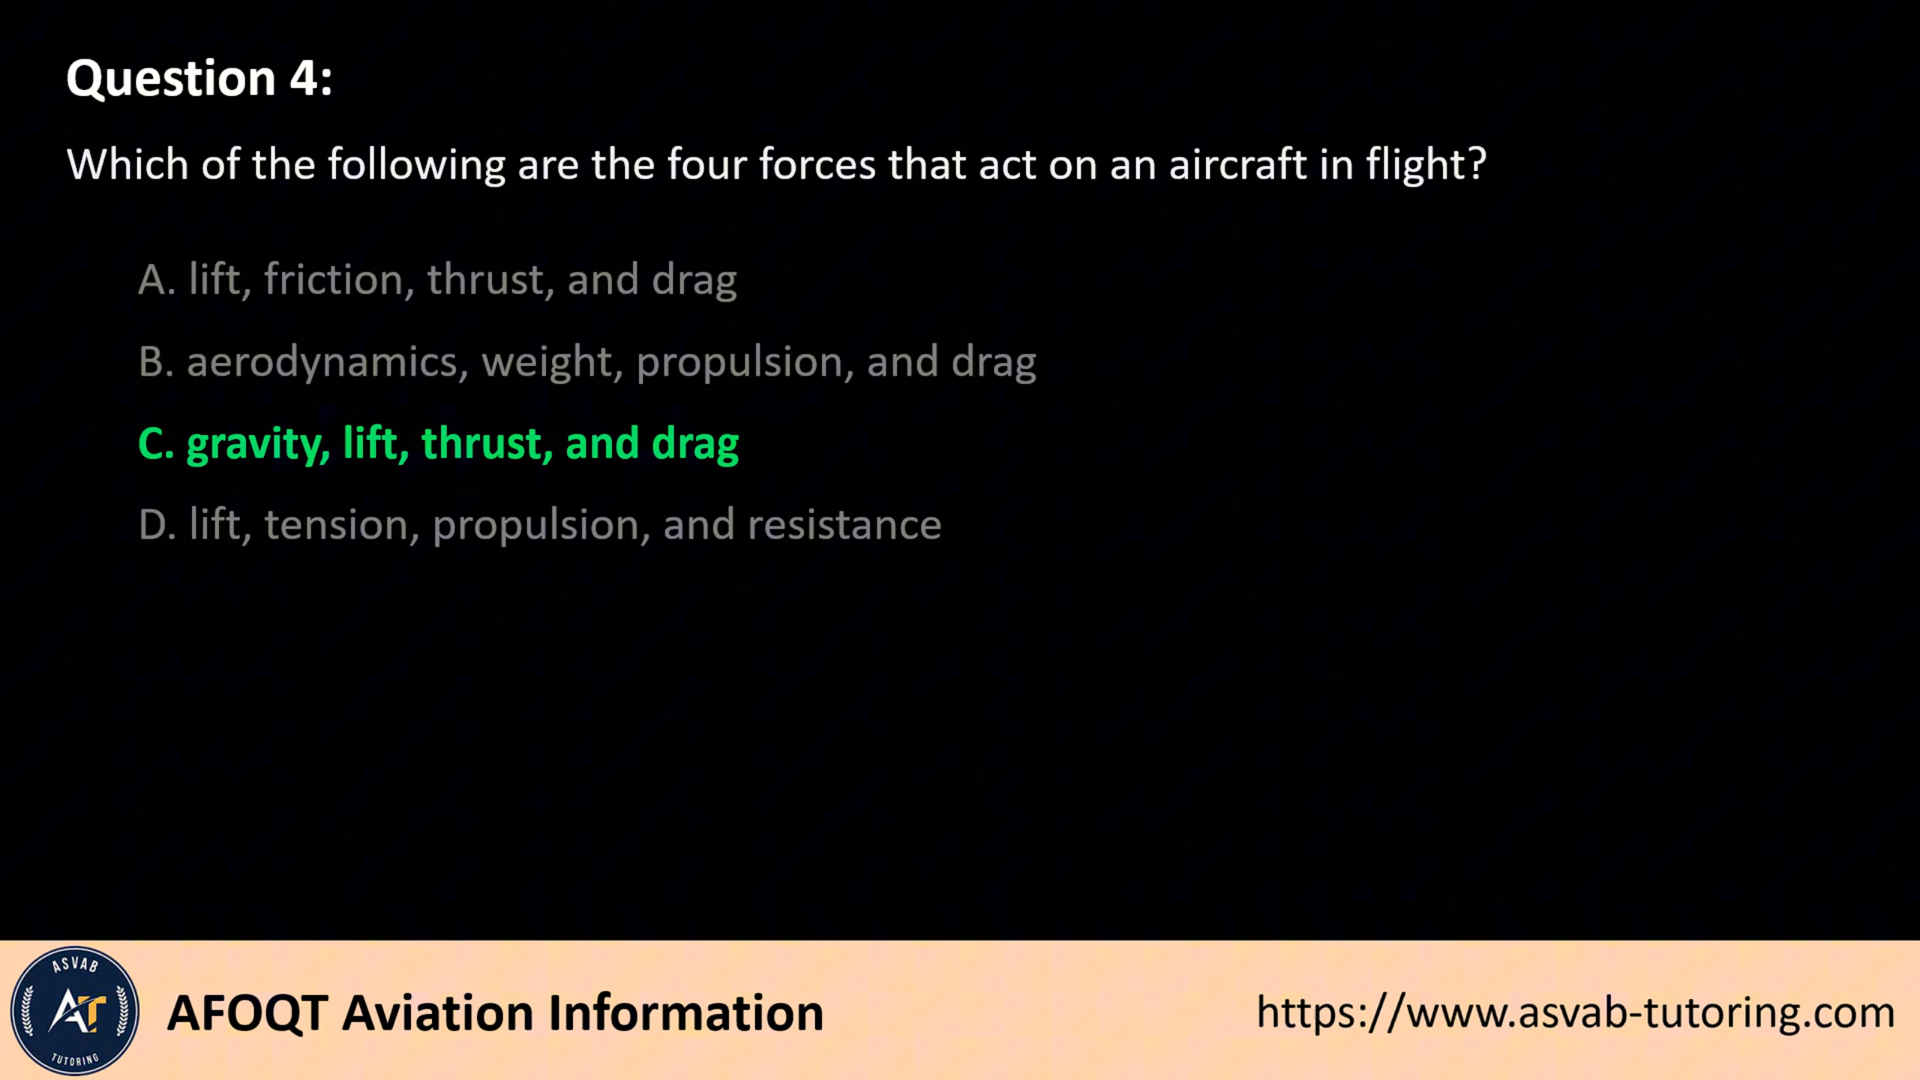 Question 4:
Which of the following are the four forces that act on an aircraft in flight?
A. lift, friction, thrust, and drag
B. aerodynamics, weight, propulsion, and drag
C. gravity, lift, thrust, and drag
D. lift, tension, propulsion, and resistance
ASVAB
AT
TUTORING
AFOQT Aviation Information
https://www.asvab-tutoring.com